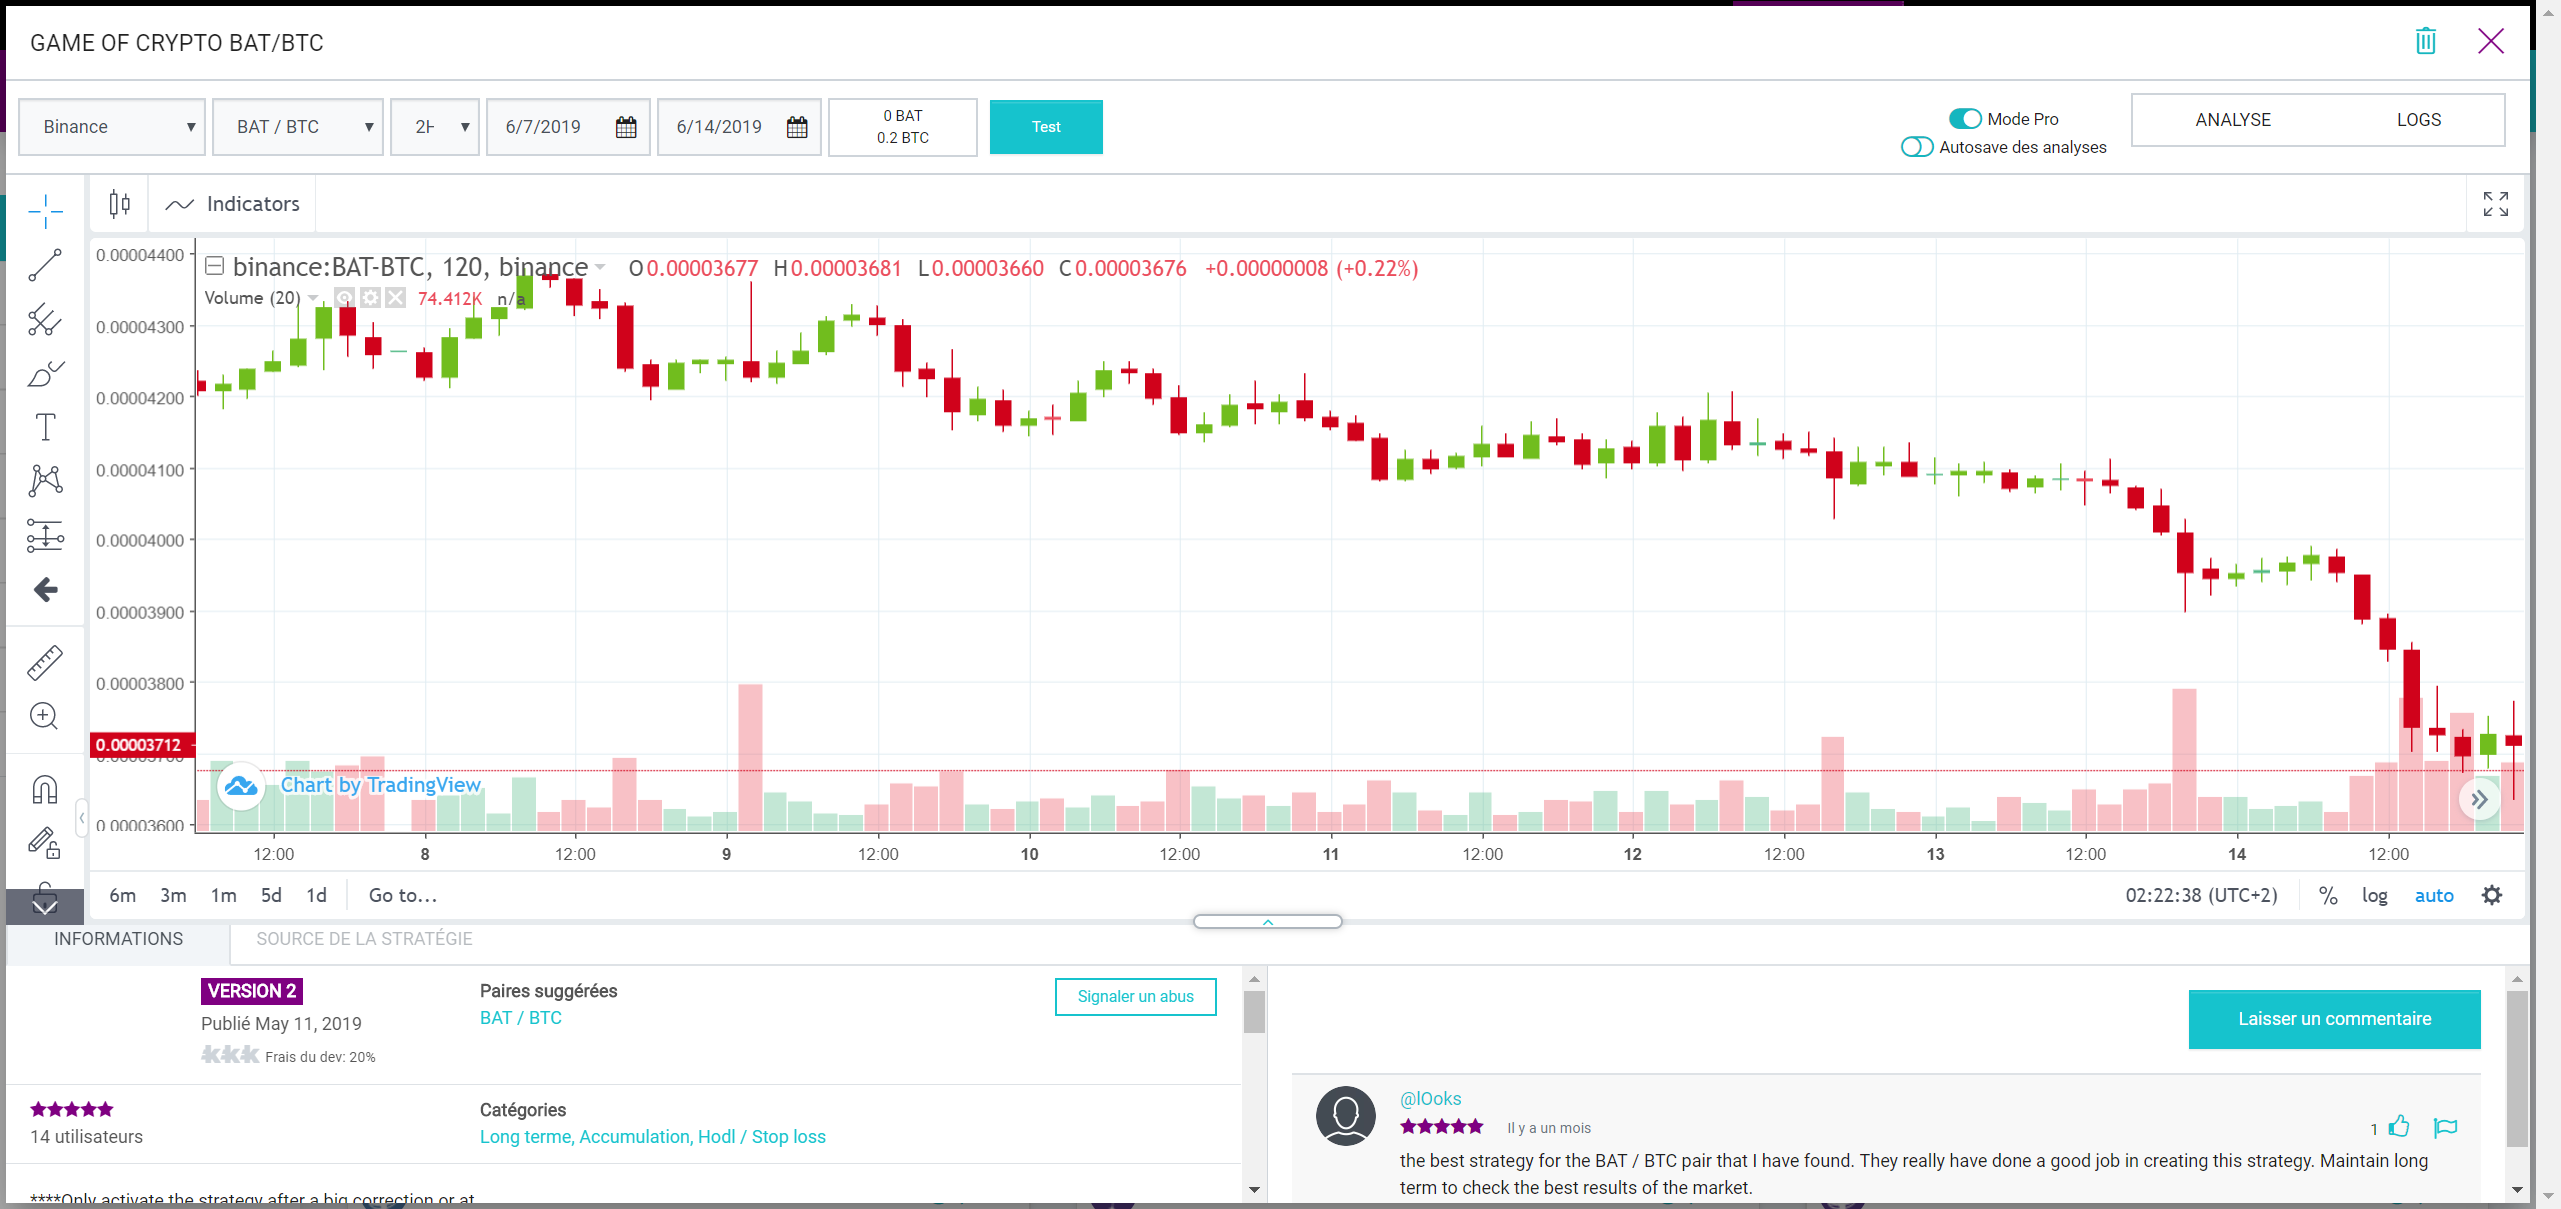 GAME OF CRYPTO BAT/BTC
Binance
BAT / BTC
2H
6/7/2019
6/14/2019
0 BAT
0.2 BTC
Test
Mode Pro
Autosave des analyses
ANALYSE
LOGS
Indicators
binance:BAT-BTC, 120, binance O0.00003677 H0.00003681 L0.00003660 C0.00003676 +0.00000008 (+0.22%)
Volume (20) 74.412K n/a
0.00004400
0.00004300
0.00004200
0.00004100
0.00004000
0.00003900
0.00003800
0.00003712
0.00003600
Chart by TradingView
12:00 8 12:00 9 12:00 10 12:00 11 12:00 12 12:00 13 12:00 14 12:00
6m 3m 1m 5d 1d Go to... 02:22:38 (UTC+2) % log auto
INFORMATIONS
SOURCE DE LA STRATÉGIE
VERSION 2
Publié May 11, 2019
Frais du dev: 20%
Paires suggérées
BAT / BTC
Signaler un abus
14 utilisateurs
Catégories
Long terme, Accumulation, Hodl / Stop loss
****Only activate the strategy after a big correction or at
Laisser un commentaire
@lOoks
Il y a un mois
1
the best strategy for the BAT / BTC pair that I have found. They really have done a good job in creating this strategy. Maintain long
term to check the best results of the market.